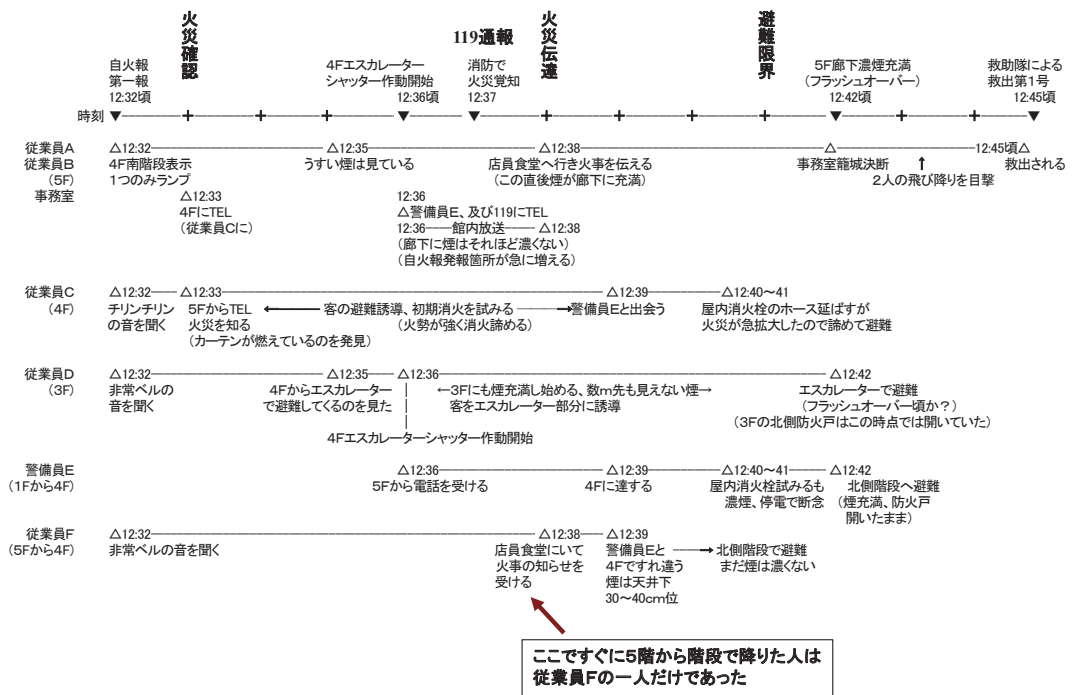 火災確認
119通報
火災伝達
避難限界
自火報
第一報
12:32頃
4Fエスカレーター
シャッター作動開始
12:36頃
消防で
火災覚知
12:37
5F廊下濃煙充満
(フラッシュオーバー)
12:42頃
救助隊による
救出第1号
12:45頃
時刻
従業員A
従業員B
(5F)
事務室
△12:32
4F南階段表示
1つのみランプ
△12:33
4FにTEL
(従業員Cに)
△12:35
うすい煙は見ている
12:36
△警備員E、及び119にTEL
12:36----館内放送----△12:38
(廊下に煙はそれほど濃くない)
(自火報発報箇所が急に増える)
△12:38
店員食堂へ行き火事を伝える
(この直後煙が廊下に充満)
△
事務室籠城決断
↑
2人の飛び降りを目撃
12:45頃△
救出される
従業員C
(4F)
△12:32
チリンチリン
の音を聞く
△12:33
5FからTEL
火災を知る
(カーテンが燃えているのを発見)
← 客の避難誘導、初期消火を試みる →
(火勢が強く消火諦める)
△12:39
警備員Eと出会う
△12:40～41
屋内消火栓のホース延ばすが
火災が急拡大したので諦めて避難
従業員D
(3F)
△12:32
非常ベルの
音を聞く
△12:35
4Fからエスカレーター
で避難してくるのを見た
△12:36
4Fエスカレーターシャッター作動開始
←3Fにも煙充満し始める、数m先も見えない煙→
客をエスカレーター部分に誘導
△12:42
エスカレーターで避難
(フラッシュオーバー頃か?)
(3Fの北側防火戸はこの時点では開いていた)
警備員E
(1Fから4F)
△12:36
5Fから電話を受ける
△12:39
4Fに達する
△12:40～41
屋内消火栓試みるも
濃煙、停電で断念
△12:42
北側階段へ避難
(煙充満、防火戸
開いたまま)
従業員F
(5Fから4F)
△12:32
非常ベルの音を聞く
△12:38
店員食堂にいて
火事の知らせを
受ける
△12:39
警備員Eと
4Fですれ違う
煙は天井下
30～40cm位
→北側階段で避難
まだ煙は濃くない
ここですぐに5階から階段で降りた人は
従業員Fの一人だけであった